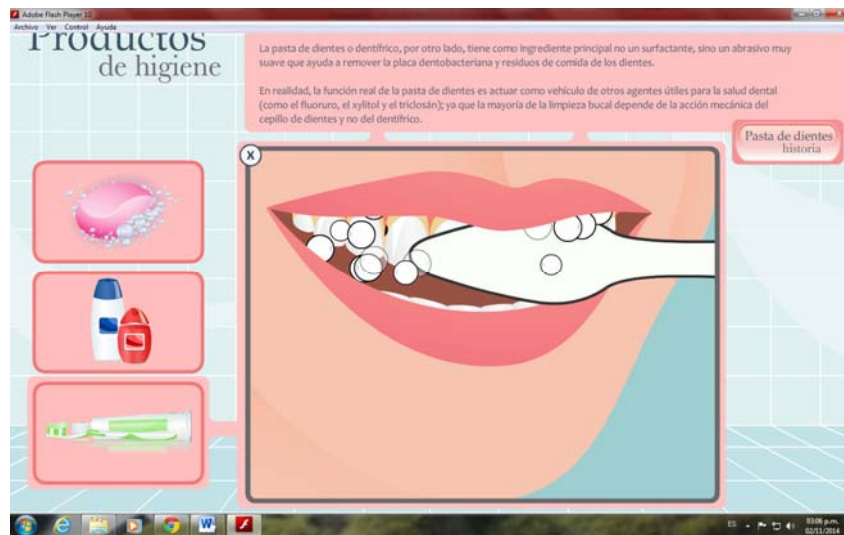 Adobe Flash Player 10
Archivo Ver Control Ayuda
Productos
de higiene
La pasta de dientes o dentífrico, por otro lado, tiene como ingrediente principal no un surfactante, sino un abrasivo muy
suave que ayuda a remover la placa dentobacteriana y residuos de comida de los dientes.
En realidad, la función real de la pasta de dientes es actuar como vehículo de otros agentes útiles para la salud dental
(como el fluoruro, el xylitol y el triclosán); ya que la mayoría de la limpieza bucal depende de la acción mecánica del
cepillo de dientes y no del dentífrico.
Pasta de dientes
historia
X
ES
03:06 p.m.
02/11/2014